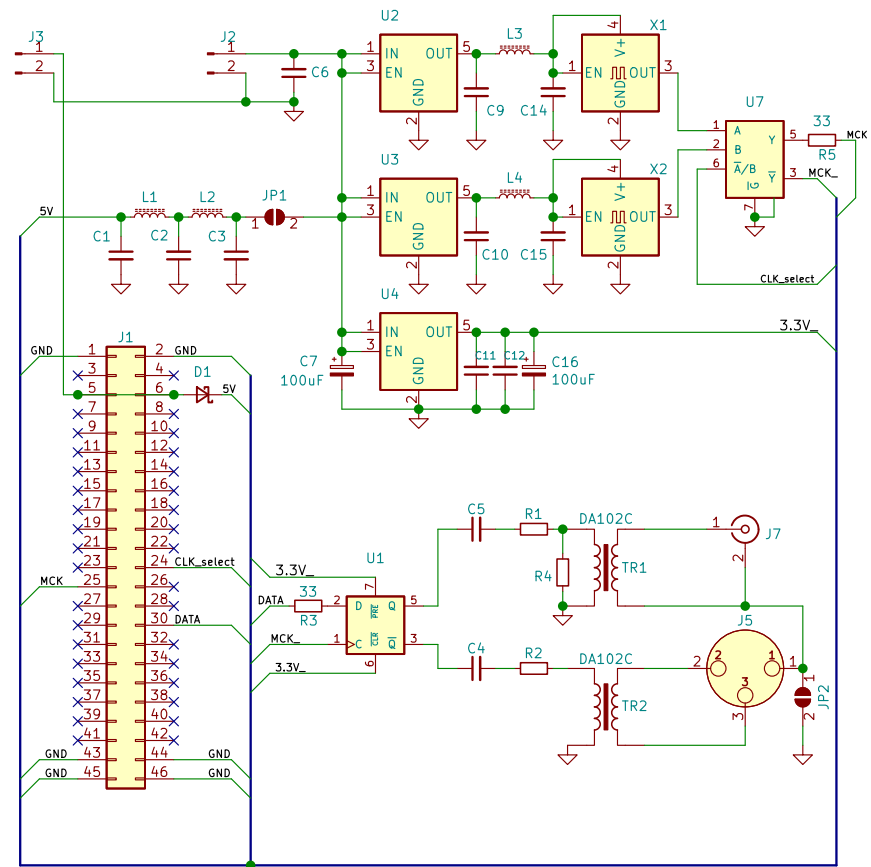 J3
1
2
J2
1
2
C6
U2
IN
EN
OUT
GND
1
3
5
2
C9
L3
C14
X1
4
V+
EN
OUT
GND
1
3
2
U7
1
2
6
A
B
A/B
G
Y
Y
5
3
7
33
R5
MCK
MCK_
CLK_select
U3
IN
EN
OUT
GND
1
3
5
2
C10
L4
C15
X2
4
V+
EN
OUT
GND
1
3
2
5V
L1
L2
JP1
1
2
C1
C2
C3
U4
IN
EN
OUT
GND
1
3
5
2
C7
100uF
C11
C12
C16
100uF
3.3V_
J1
GND
1
2
GND
3
4
5
6
D1
5V
7
8
9
10
11
12
13
14
15
16
17
18
19
20
21
22
23
24
CLK_select
MCK
25
26
27
28
29
30
DATA
31
32
33
34
35
36
37
38
39
40
41
42
GND
43
44
GND
GND
45
46
GND
U1
3.3V_
7
DATA
33
R3
2
D
PRE
Q
5
MCK_
1
C
CLR
Q
3
3.3V_
6
C5
R1
R4
DA102C
TR1
1
2
J7
C4
R2
DA102C
TR2
J5
2
1
3
2
1
3
JP2
1
2